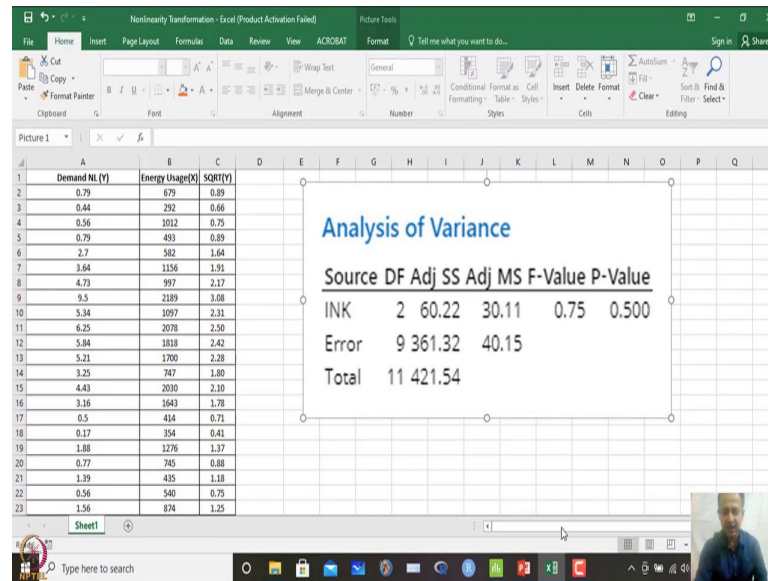 Nonlinearity Transformation - Excel (Product Activation Failed)
Picture Tools
File Home Insert Page Layout Formulas Data Review View ACROBAT Format Tell me what you want to do... Sign in Share
Cut
Copy
Format Painter
Paste
Clipboard
B I U
Font
Wrap Text
Merge & Center
Alignment
General
Number
Conditional Formatting
Format as Table
Cell Styles
Styles
Insert Delete Format
Cells
AutoSum
Fill
Clear
Sort & Filter
Find & Select
Editing
Picture 1 fx
A B C D E F G H I J K L M N O P Q
1 Demand NL (Y) Energy Usage(X) SQRT(Y)
2 0.79 679 0.89
3 0.44 292 0.66
4 0.56 1012 0.75
5 0.79 493 0.89
6 2.7 582 1.64
7 3.64 1156 1.91
8 4.73 997 2.17
9 9.5 2189 3.08
10 5.34 1097 2.31
11 6.25 2078 2.50
12 5.84 1818 2.42
13 5.21 1700 2.28
14 3.25 747 1.80
15 4.43 2030 2.10
16 3.16 1643 1.78
17 0.5 414 0.71
18 0.17 354 0.41
19 1.88 1276 1.37
20 0.77 745 0.88
21 1.39 435 1.18
22 0.56 540 0.75
23 1.56 874 1.25
Analysis of Variance
Source DF Adj SS Adj MS F-Value P-Value
INK 2 60.22 30.11 0.75 0.500
Error 9 361.32 40.15
Total 11 421.54
Sheet1
NPTEL
Type here to search